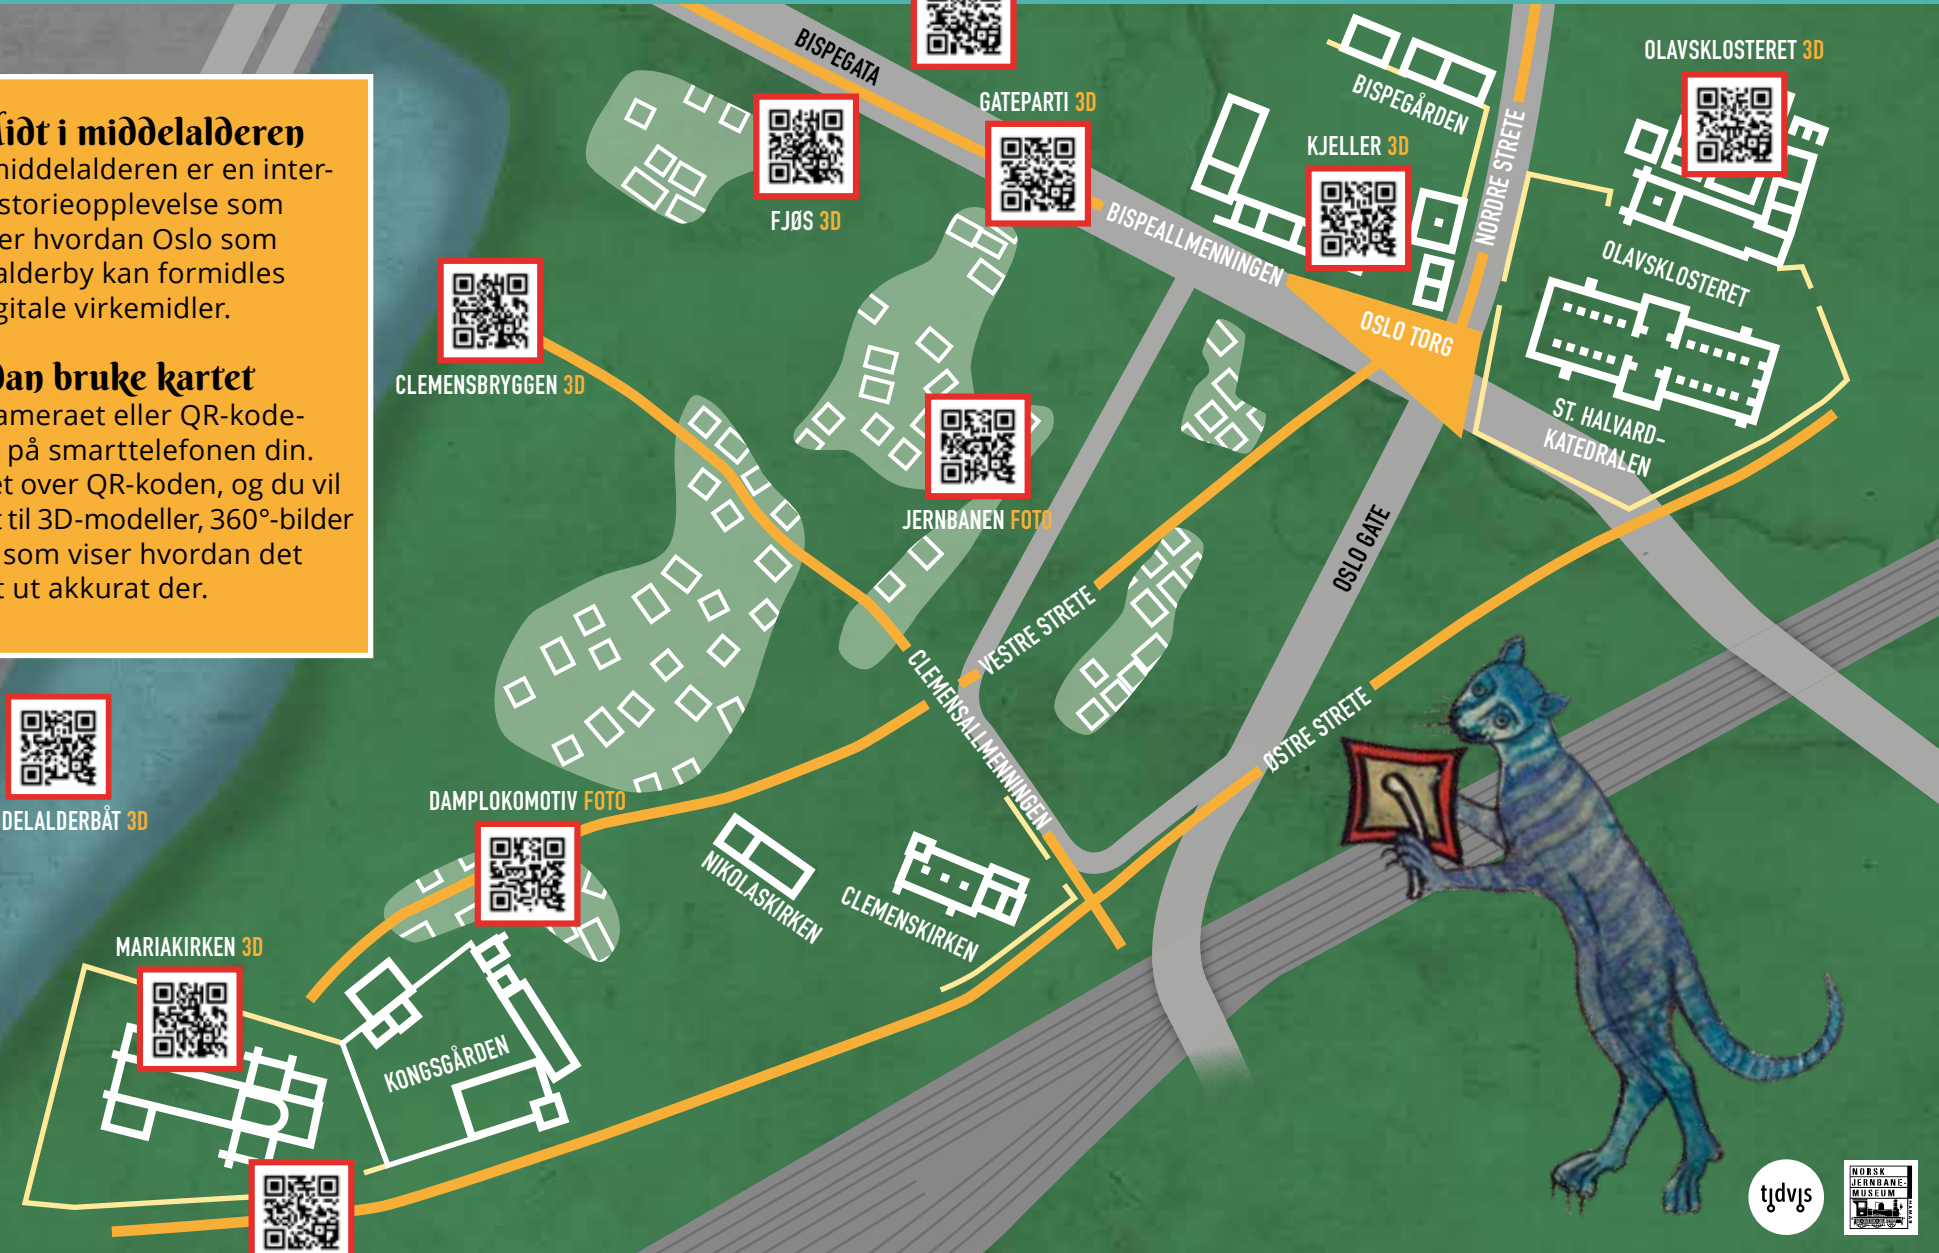 idt i middelalderen
middelalderen er en inter-
storieopplevelse som
er hvordan Oslo som
alderby kan formidles
gitale virkemidler.
dan bruke kartet
ameraet eller QR-kode-
på smarttelefonen din.
et over QR-koden, og du vil
t til 3D-modeller, 360°-bilder
som viser hvordan det
t ut akkurat der.
BISPEGATA
GATEPARTI 3D
FJØS 3D
BISPEGÅRDEN
KJELLER 3D
OLAVSKLOSTERET 3D
NORDRE STRETE
BISPEALLMENNINGEN
OSLO TORG
OLAVSKLOSTERET
ST. HALVARD-
KATEDRALEN
CLEMENSBRYGGEN 3D
JERNBANEN FOTO
OSLO GATE
VESTRE STRETE
CLEMENSALLMENNINGEN
ØSTRE STRETE
DELALDERBÅT 3D
DAMPLOKOMOTIV FOTO
NIKOLASKIRKEN
CLEMENSKIRKEN
MARIAKIRKEN 3D
KONGSGÅRDEN
tidvis
NORSK
JERNBANE-
MUSEUM
HAMAR